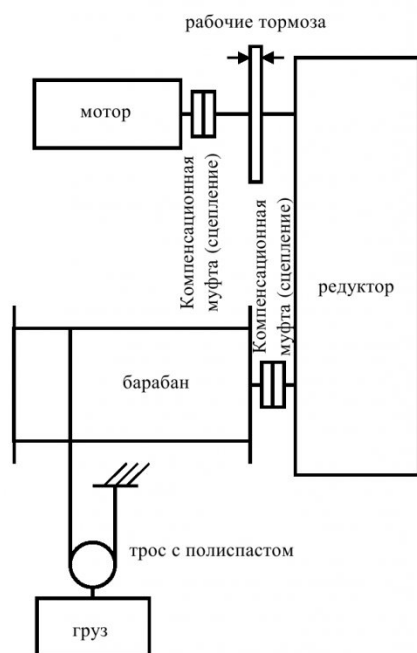 рабочие тормоза
мотор
Компенсационная
муфта (сцепление)
Компенсационная
муфта (сцепление)
редуктор
барабан
трос с полиспастом
груз